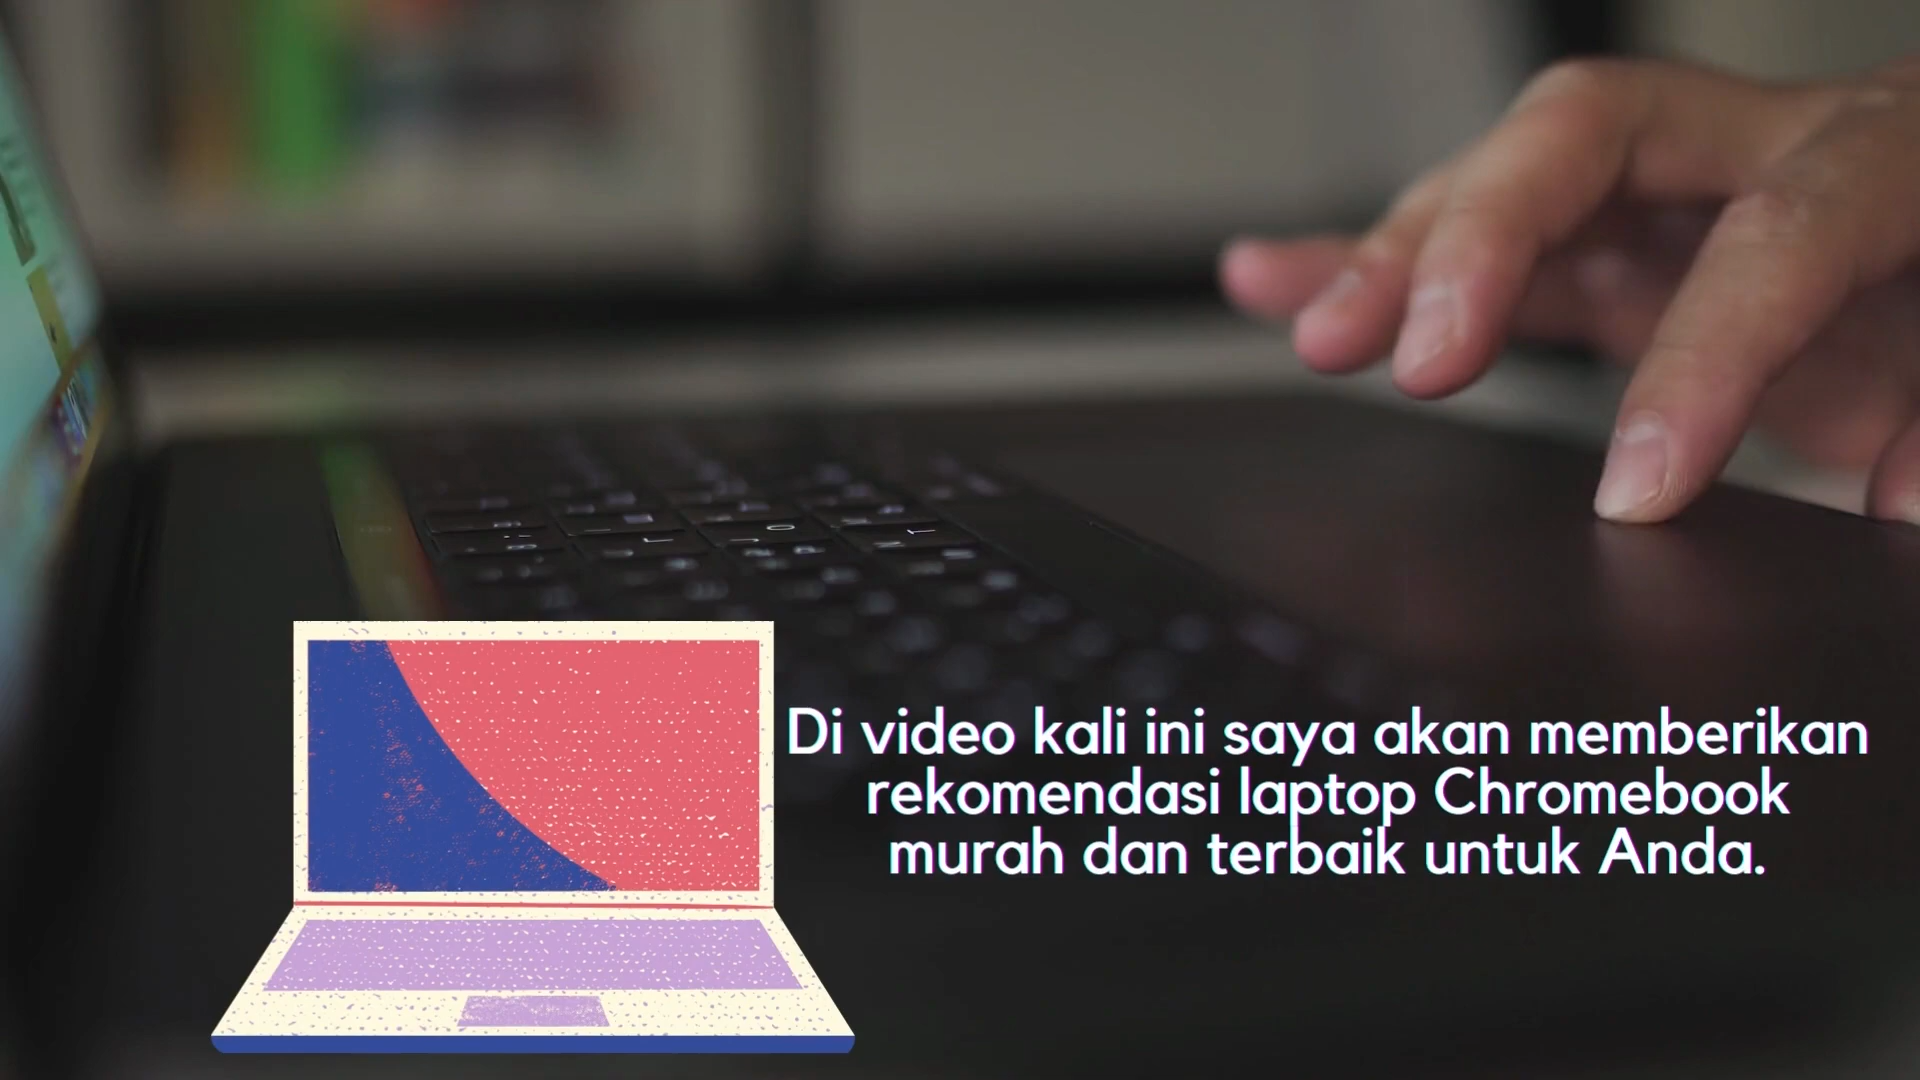 Di video kali ini saya akan memberikan
rekomendasi laptop Chromebook
murah dan terbaik untuk Anda.